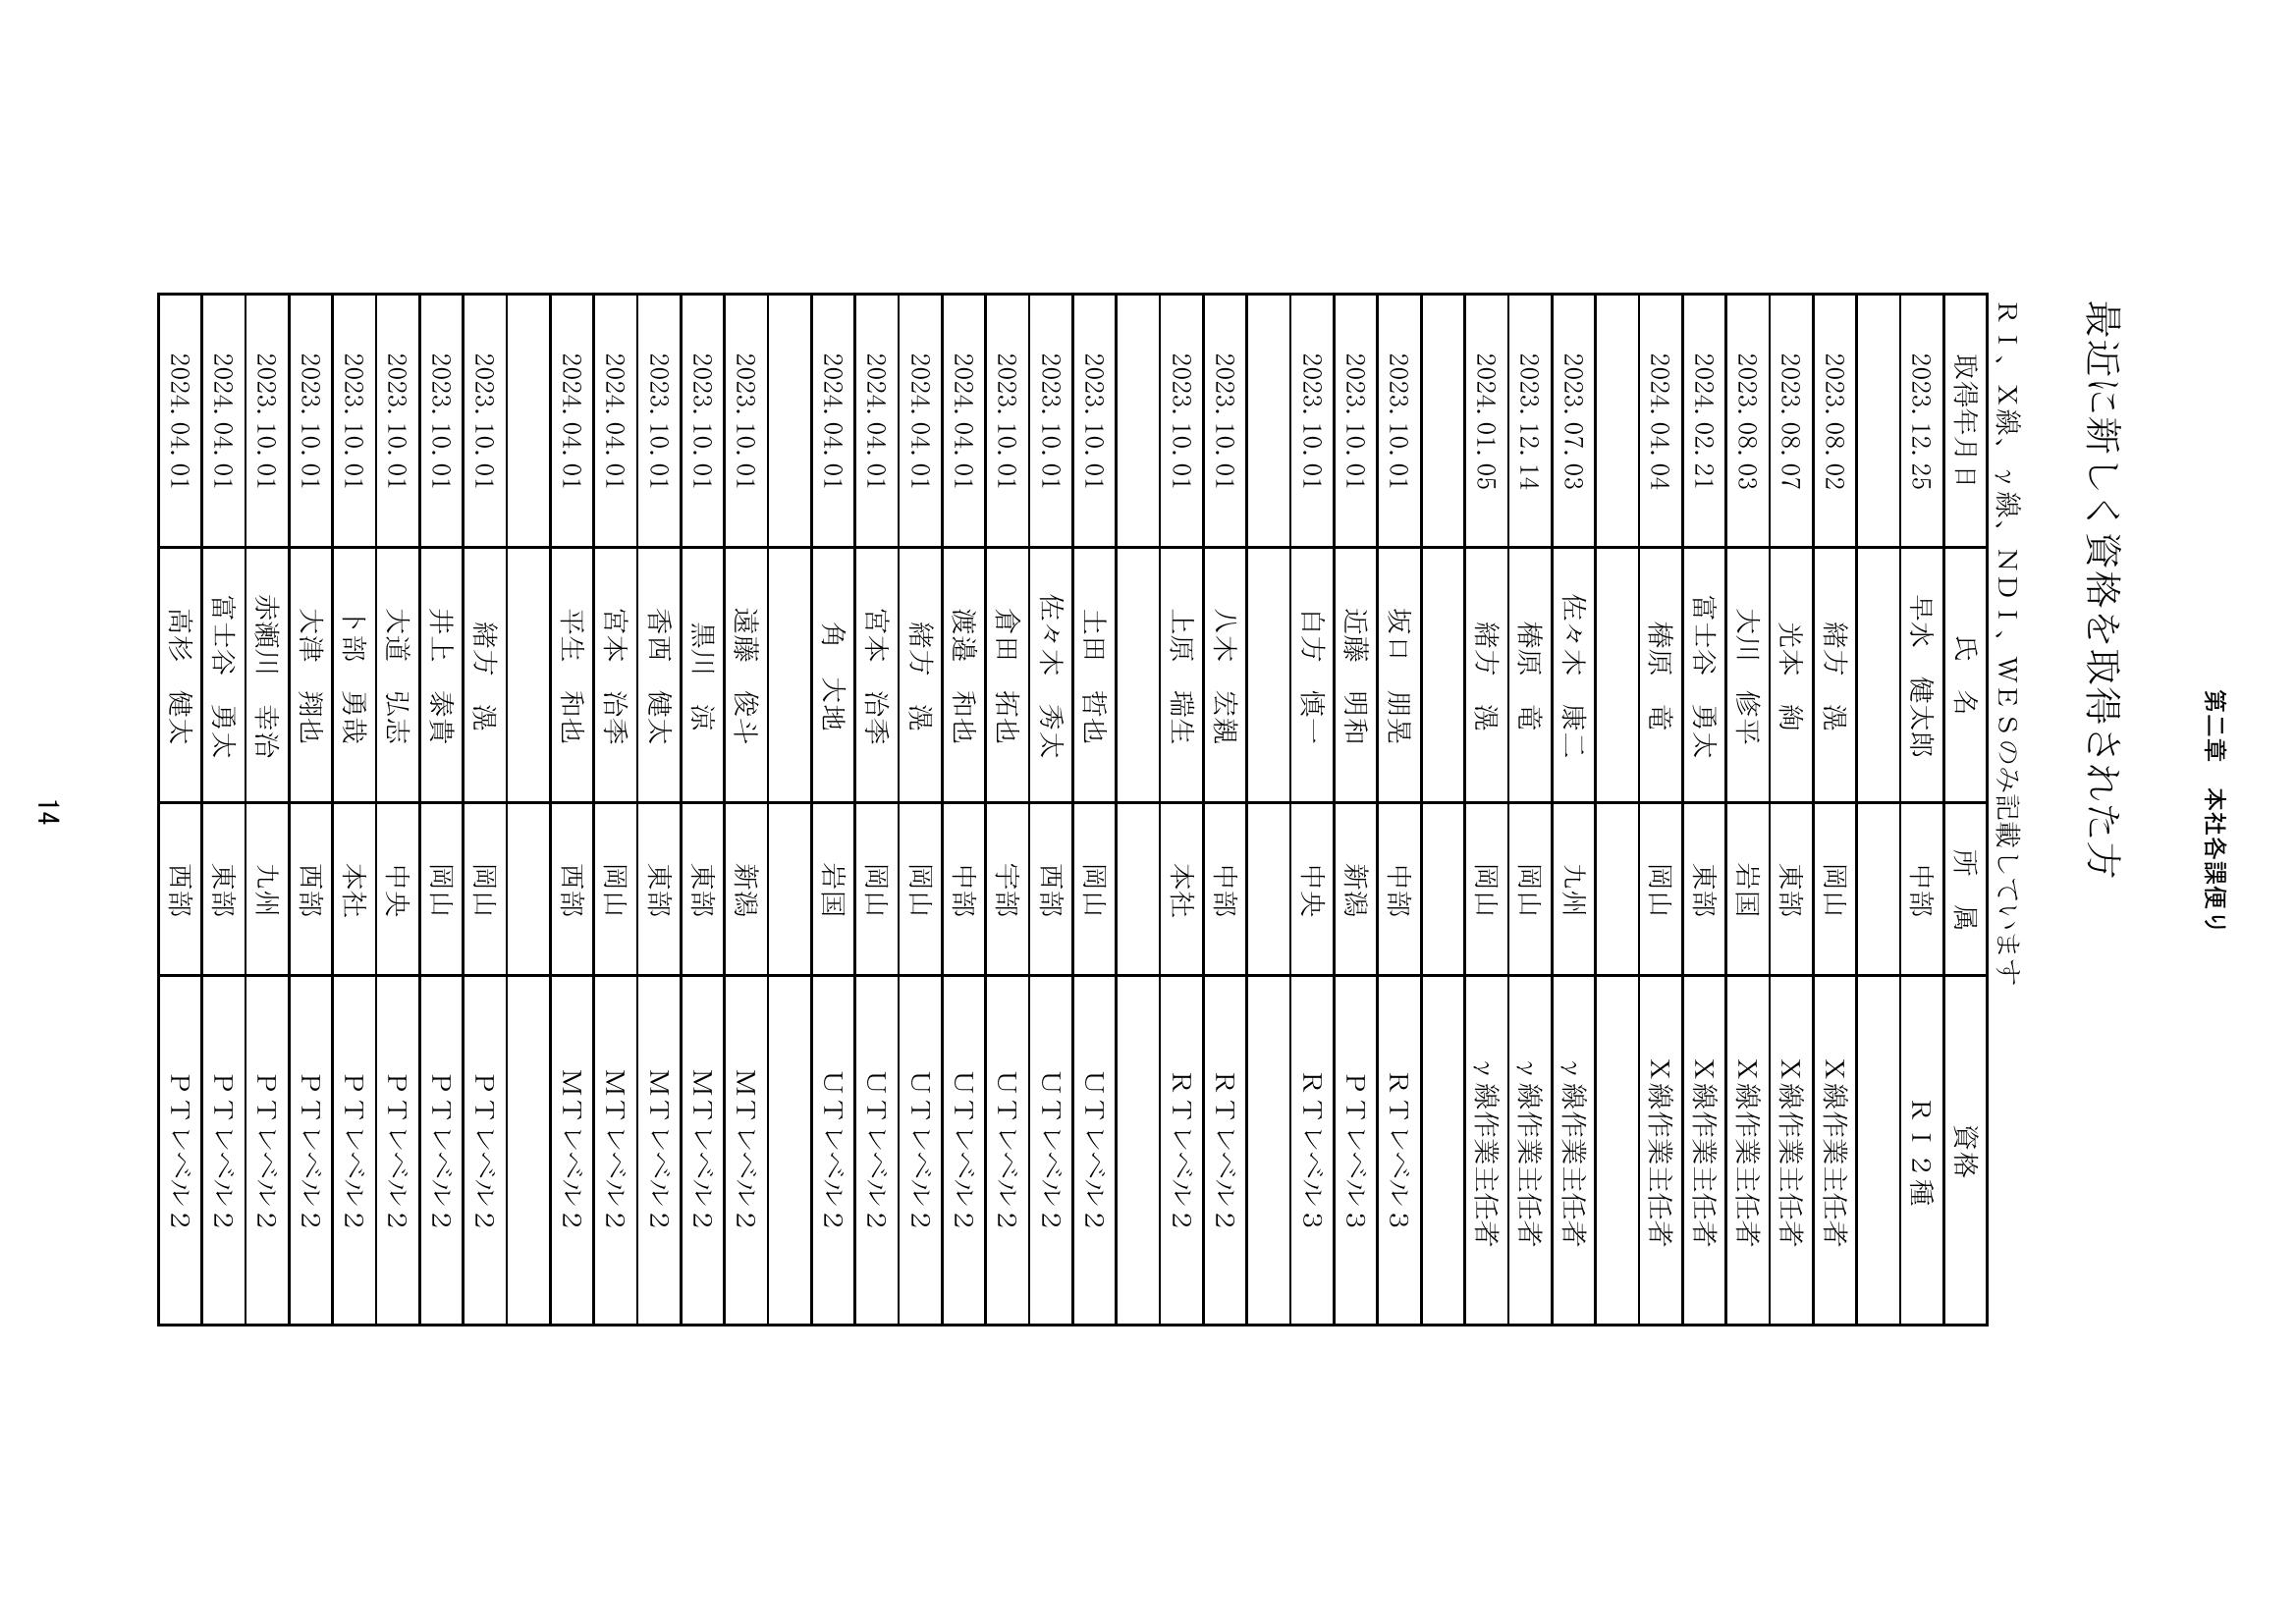 第二章　本社各課便り
最近に新しく資格を取得された方
ＲＩ、Ｘ線、γ線、ＮＤＩ、ＷＥＳのみ記載しています
取得年月日　氏　名　所　属　資格
2023.12.25　早水　健太郎　中部　ＲＩ２種
2023.08.02　緒方　滉　岡山　Ｘ線作業主任者
2023.08.07　光本　絢　東部　Ｘ線作業主任者
2023.08.03　大川　修平　岩国　Ｘ線作業主任者
2024.02.21　富士谷　勇太　東部　Ｘ線作業主任者
2024.04.04　椿原　竜　岡山　Ｘ線作業主任者
2023.07.03　佐々木　康二　九州　γ線作業主任者
2023.12.14　椿原　竜　岡山　γ線作業主任者
2024.01.05　緒方　滉　岡山　γ線作業主任者
2023.10.01　坂口　朋晃　中部　ＲＴレベル３
2023.10.01　近藤　明和　新潟　ＰＴレベル３
2023.10.01　白方　慎一　中央　ＲＴレベル３
2023.10.01　八木　宏親　中部　ＲＴレベル２
2023.10.01　上原　瑞生　本社　ＲＴレベル２
2023.10.01　土田　哲也　岡山　ＵＴレベル２
2023.10.01　佐々木　秀太　西部　ＵＴレベル２
2023.10.01　倉田　拓也　宇部　ＵＴレベル２
2024.04.01　渡邉　和也　中部　ＵＴレベル２
2024.04.01　緒方　滉　岡山　ＵＴレベル２
2024.04.01　宮本　治季　岡山　ＵＴレベル２
2024.04.01　角　大地　岩国　ＵＴレベル２
2023.10.01　遠藤　俊斗　新潟　ＭＴレベル２
2023.10.01　黒川　涼　東部　ＭＴレベル２
2023.10.01　香西　健太　東部　ＭＴレベル２
2024.04.01　宮本　治季　岡山　ＭＴレベル２
2024.04.01　平生　和也　西部　ＭＴレベル２
2023.10.01　緒方　滉　岡山　ＰＴレベル２
2023.10.01　井上　泰貴　岡山　ＰＴレベル２
2023.10.01　大道　弘志　中央　ＰＴレベル２
2023.10.01　卜部　勇哉　本社　ＰＴレベル２
2023.10.01　大津　翔也　西部　ＰＴレベル２
2023.10.01　赤瀬川　幸治　九州　ＰＴレベル２
2024.04.01　富士谷　勇太　東部　ＰＴレベル２
2024.04.01　高杉　健太　西部　ＰＴレベル２
14